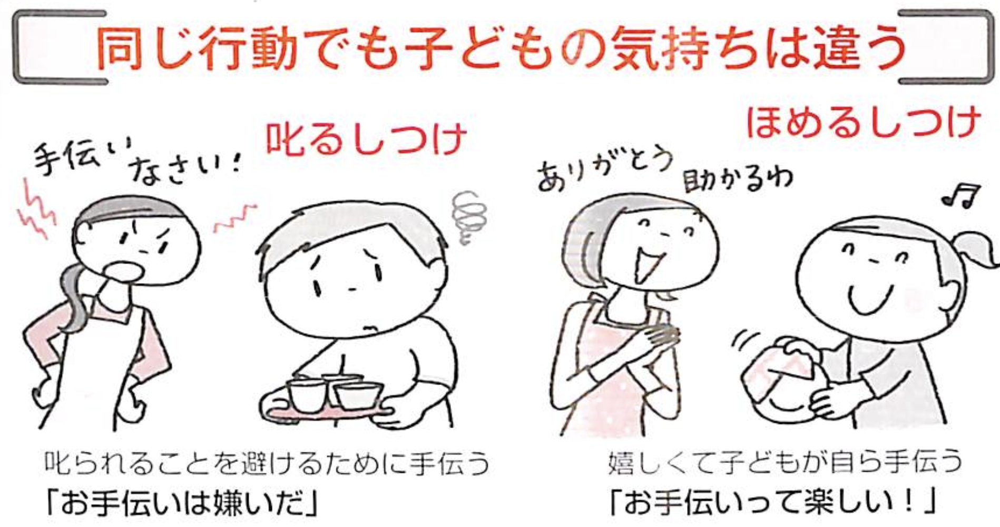 同じ行動でも子どもの気持ちは違う
叱るしつけ
手伝い
なさい!
叱られることを避けるために手伝う
「お手伝いは嫌いだ」
ほめるしつけ
ありがとう
助かるわ
嬉しくて子どもが自ら手伝う
「お手伝いって楽しい!」